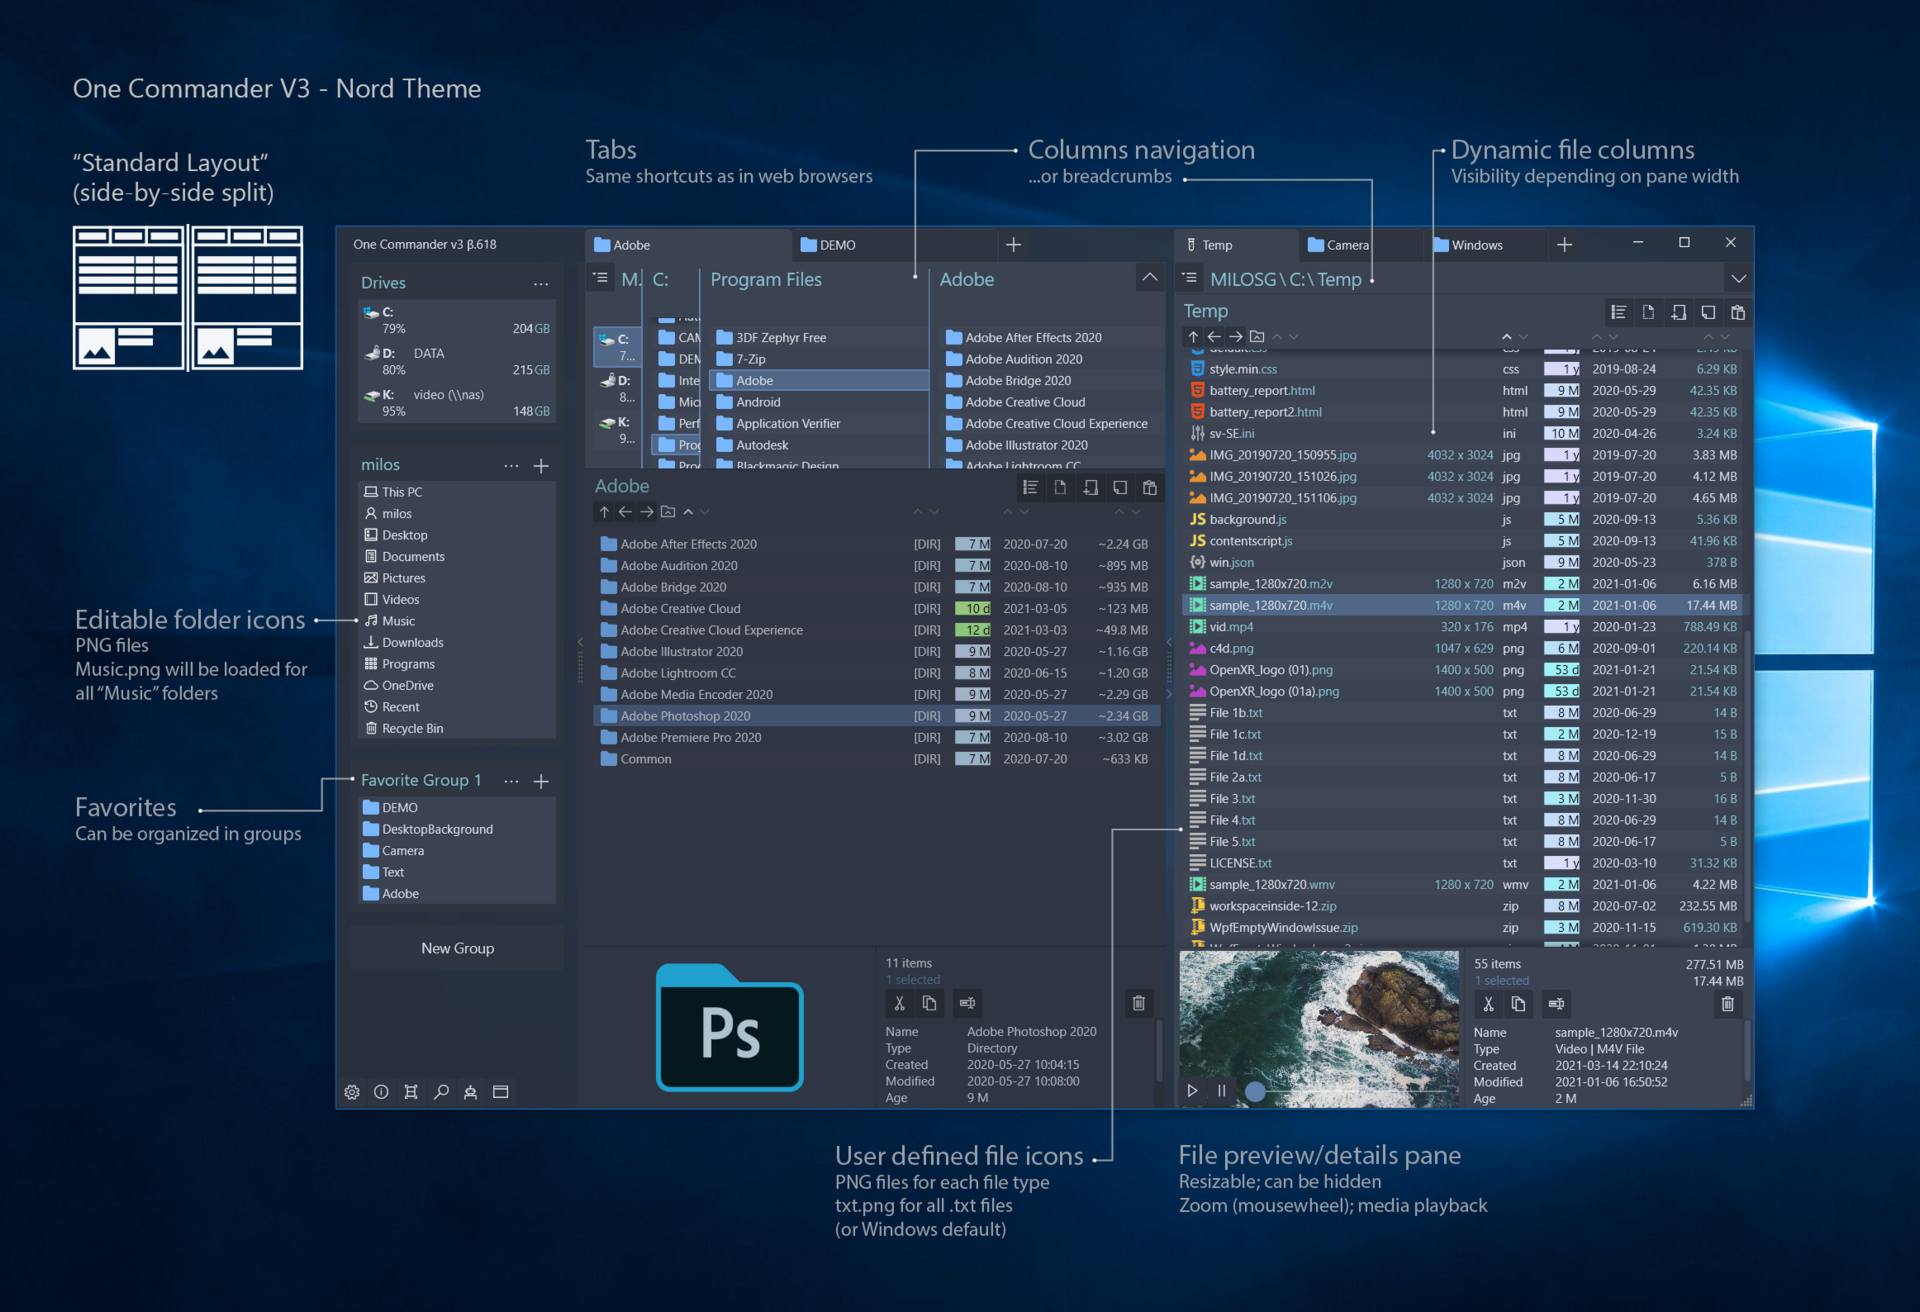 One Commander V3 - Nord Theme
“Standard Layout”
(side-by-side split)
Tabs
Same shortcuts as in web browsers
Columns navigation
...or breadcrumbs
Dynamic file columns
Visibility depending on pane width
Editable folder icons
PNG files
Music.png will be loaded for
all “Music” folders
Favorites
Can be organized in groups
One Commander v3 β.618
Drives
C:
79% 204 GB
D: DATA
80% 215 GB
K: video (\\nas)
95% 148 GB
milos
This PC
milos
Desktop
Documents
Pictures
Videos
Music
Downloads
Programs
OneDrive
Recent
Recycle Bin
Favorite Group 1
DEMO
DesktopBackground
Camera
Text
Adobe
New Group
Adobe DEMO
M. C: Program Files Adobe
C:
7...
D:
8...
K:
9...
CAM
DEM
Inte
Micr
Perf
Prog
Prog
3DF Zephyr Free
7-Zip
Adobe
Android
Application Verifier
Autodesk
Blackmagic Design
Adobe After Effects 2020
Adobe Audition 2020
Adobe Bridge 2020
Adobe Creative Cloud
Adobe Creative Cloud Experience
Adobe Illustrator 2020
Adobe Lightroom CC
Adobe
Adobe After Effects 2020 [DIR] 7 M 2020-07-20 ~2.24 GB
Adobe Audition 2020 [DIR] 7 M 2020-08-10 ~895 MB
Adobe Bridge 2020 [DIR] 7 M 2020-08-10 ~935 MB
Adobe Creative Cloud [DIR] 10 d 2021-03-05 ~123 MB
Adobe Creative Cloud Experience [DIR] 12 d 2021-03-03 ~49.8 MB
Adobe Illustrator 2020 [DIR] 9 M 2020-05-27 ~1.16 GB
Adobe Lightroom CC [DIR] 8 M 2020-06-15 ~1.20 GB
Adobe Media Encoder 2020 [DIR] 9 M 2020-05-27 ~2.29 GB
Adobe Photoshop 2020 [DIR] 9 M 2020-05-27 ~2.34 GB
Adobe Premiere Pro 2020 [DIR] 7 M 2020-08-10 ~3.02 GB
Common [DIR] 7 M 2020-07-20 ~633 KB
Ps
11 items
1 selected
Name Adobe Photoshop 2020
Type Directory
Created 2020-05-27 10:04:15
Modified 2020-05-27 10:08:00
Age 9 M
Temp Camera Windows
MILOSG \ C: \ Temp
Temp
default.css css 1 y 2019-08-24 2.49 KB
style.min.css css 1 y 2019-08-24 6.29 KB
battery_report.html html 9 M 2020-05-29 42.35 KB
battery_report2.html html 9 M 2020-05-29 42.35 KB
sv-SE.ini ini 10 M 2020-04-26 3.24 KB
IMG_20190720_150955.jpg 4032 x 3024 jpg 1 y 2019-07-20 3.83 MB
IMG_20190720_151026.jpg 4032 x 3024 jpg 1 y 2019-07-20 4.12 MB
IMG_20190720_151106.jpg 4032 x 3024 jpg 1 y 2019-07-20 4.65 MB
JS background.js js 5 M 2020-09-13 5.36 KB
JS contentscript.js js 5 M 2020-09-13 41.96 KB
win.json json 9 M 2020-05-23 378 B
sample_1280x720.m2v 1280 x 720 m2v 2 M 2021-01-06 6.16 MB
sample_1280x720.m4v 1280 x 720 m4v 2 M 2021-01-06 17.44 MB
vid.mp4 320 x 176 mp4 1 y 2020-01-23 788.49 KB
c4d.png 1047 x 629 png 6 M 2020-09-01 220.14 KB
OpenXR_logo (01).png 1400 x 500 png 53 d 2021-01-21 21.54 KB
OpenXR_logo (01a).png 1400 x 500 png 53 d 2021-01-21 21.54 KB
File 1b.txt txt 8 M 2020-06-29 14 B
File 1c.txt txt 2 M 2020-12-19 15 B
File 1d.txt txt 8 M 2020-06-29 14 B
File 2a.txt txt 8 M 2020-06-17 5 B
File 3.txt txt 3 M 2020-11-30 16 B
File 4.txt txt 8 M 2020-06-29 14 B
File 5.txt txt 8 M 2020-06-17 5 B
LICENSE.txt txt 1 y 2020-03-10 31.32 KB
sample_1280x720.wmv 1280 x 720 wmv 2 M 2021-01-06 4.22 MB
workspaceinside-12.zip zip 8 M 2020-07-02 232.55 MB
WpfEmptyWindowIssue.zip zip 3 M 2020-11-15 619.30 KB
55 items 277.51 MB
1 selected 17.44 MB
Name sample_1280x720.m4v
Type Video | M4V File
Created 2021-03-14 22:10:24
Modified 2021-01-06 16:50:52
Age 2 M
User defined file icons
PNG files for each file type
txt.png for all .txt files
(or Windows default)
File preview/details pane
Resizable; can be hidden
Zoom (mousewheel); media playback